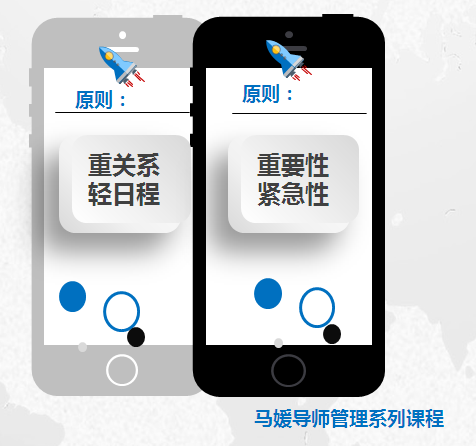 原则：
重关系
轻日程
原则：
重要性
紧急性
马媛导师管理系列课程